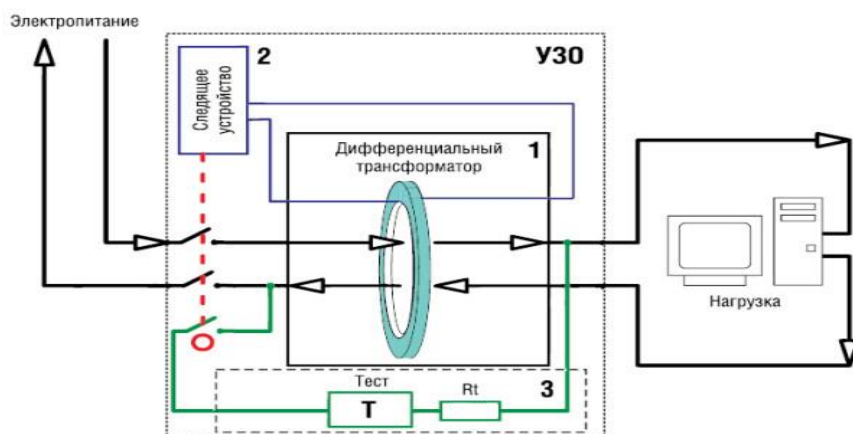 Электропитание
2
УЗО
Следящее
устройство
Дифференциальный
трансформатор
1
Нагрузка
Тест
T
Rt
3